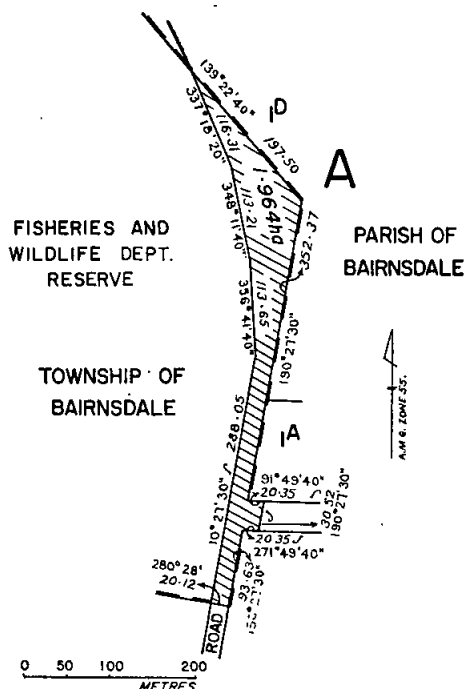 139°22'40"
197·50
1D
A
337°18'20"
116·31
1·964ha
348°11'40"
113·21
352·37
FISHERIES AND
WILDLIFE DEPT.
RESERVE
PARISH OF
BAIRNSDALE
356°41'40"
113·65
190°27'30"
A.M.G. ZONE 55.
TOWNSHIP OF
BAIRNSDALE
288·05
1A
10°27'30"
91°49'40"
20·35
30·52
190°27'30"
20·35
271°49'40"
280°28'
20·12
93·63
ROAD
0 50 100 200
METRES